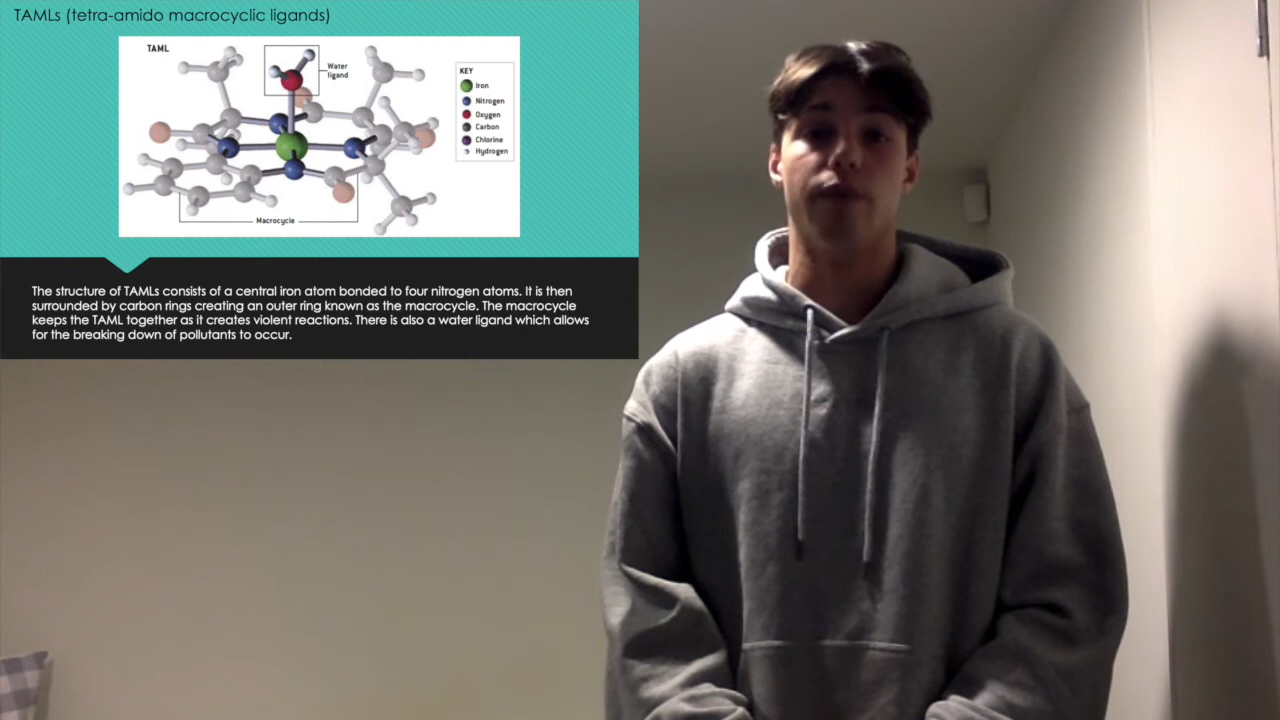 TAMLs (tetra-amido macrocyclic ligands)
TAML
Water
ligand
KEY
Iron
Nitrogen
Oxygen
Carbon
Chlorine
Hydrogen
Macrocycle
The structure of TAMLs consists of a central iron atom bonded to four nitrogen atoms. It is then
surrounded by carbon rings creating an outer ring known as the macrocycle. The macrocycle
keeps the TAML together as it creates violent reactions. There is also a water ligand which allows
for the breaking down of pollutants to occur.